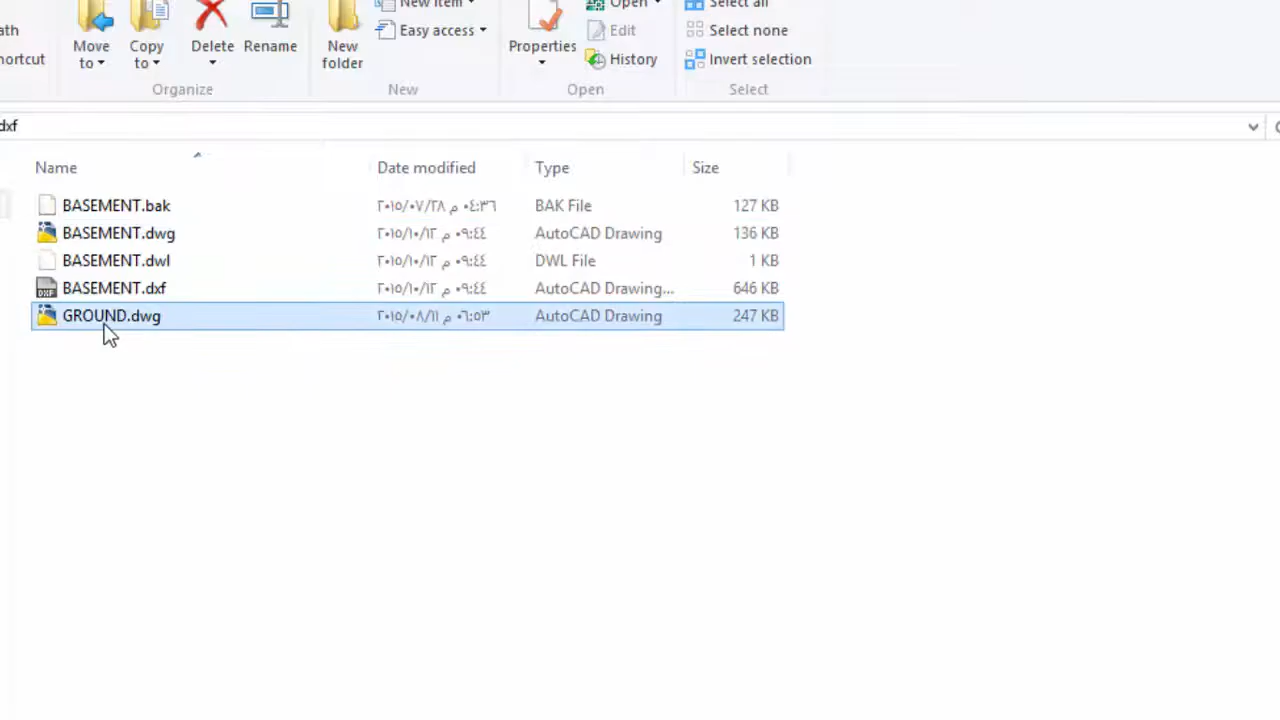 New item
Open
Select all
ath
Easy access
Edit
Select none
hortcut
Move to
Copy to
Delete
Rename
New folder
Properties
History
Invert selection
Organize
New
Open
Select
dxf
Name Date modified Type Size
BASEMENT.bak ٢٠١٥/٠٧/٢٨ ٠٤:٣٦ م BAK File 127 KB
BASEMENT.dwg ٢٠١٥/١٠/١٢ ٠٩:٤٤ م AutoCAD Drawing 136 KB
BASEMENT.dwl ٢٠١٥/١٠/١٢ ٠٩:٤٤ م DWL File 1 KB
BASEMENT.dxf ٢٠١٥/١٠/١٢ ٠٩:٤٤ م AutoCAD Drawing... 646 KB
GROUND.dwg ٢٠١٥/٠٨/١١ ٠٦:٥٣ م AutoCAD Drawing 247 KB